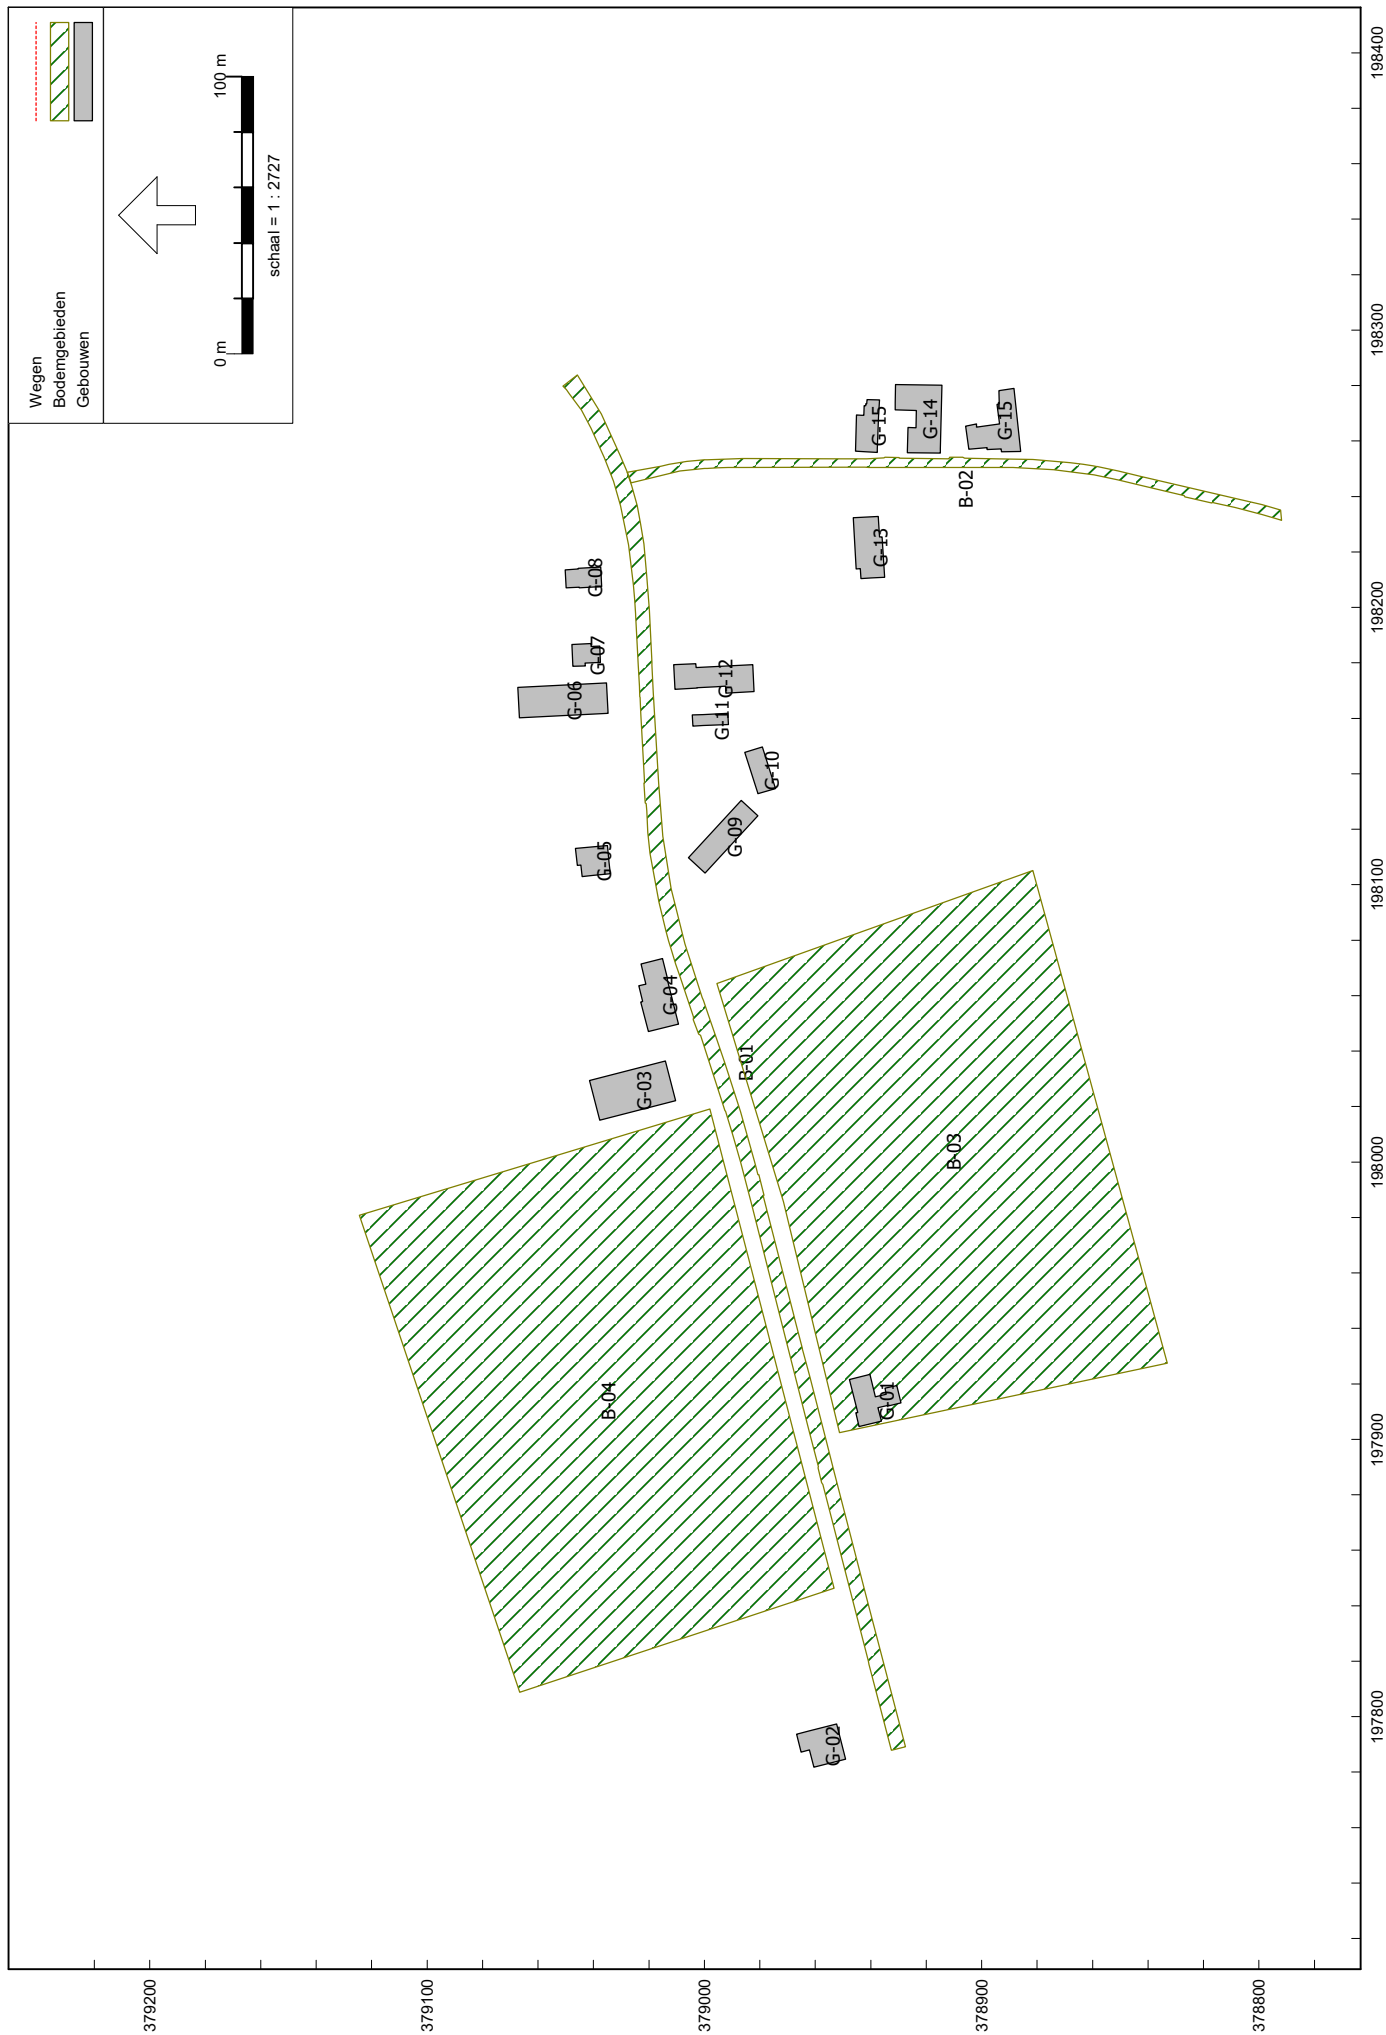 Wegen
Bodemgebieden
Gebouwen
0 m
100 m
schaal = 1 : 2727
B-04
B-03
B-01
B-02
G-01
G-02
G-03
G-04
G-05
G-06
G-07
G-08
G-09
G-10
G-11
G-12
G-13
G-15
G-14
G-15
379200
379100
379000
378900
378800
197800
197900
198000
198100
198200
198300
198400